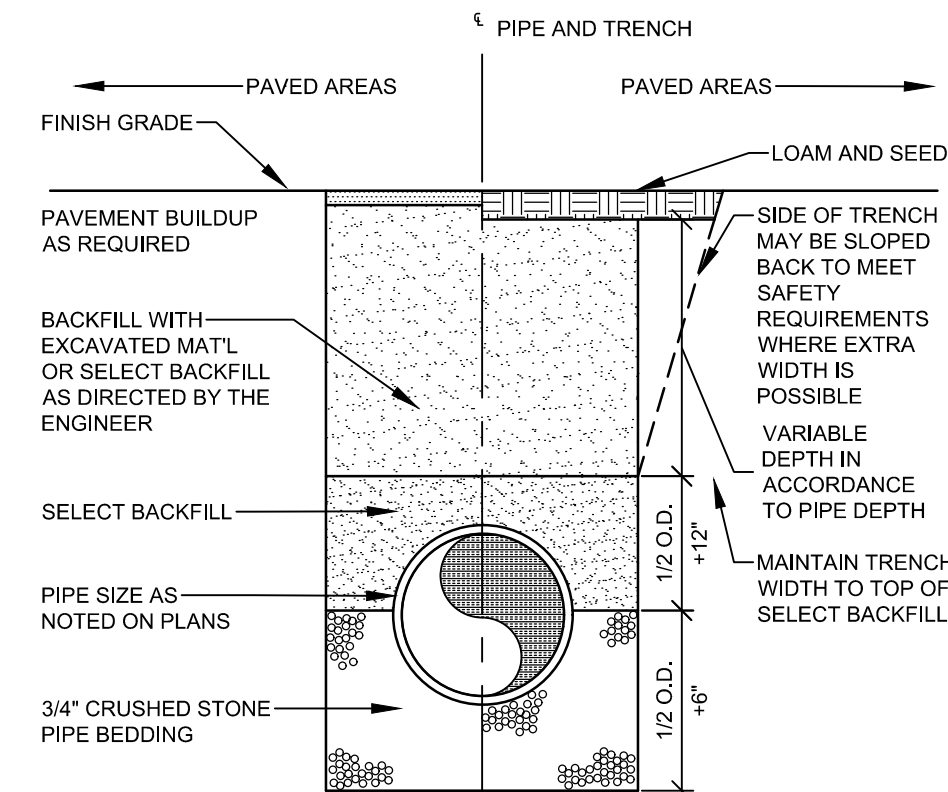 ℄ PIPE AND TRENCH
PAVED AREAS
PAVED AREAS
FINISH GRADE
LOAM AND SEED
PAVEMENT BUILDUP
AS REQUIRED
BACKFILL WITH
EXCAVATED MAT'L
OR SELECT BACKFILL
AS DIRECTED BY THE
ENGINEER
SELECT BACKFILL
PIPE SIZE AS
NOTED ON PLANS
3/4" CRUSHED STONE
PIPE BEDDING
SIDE OF TRENCH
MAY BE SLOPED
BACK TO MEET
SAFETY
REQUIREMENTS
WHERE EXTRA
WIDTH IS
POSSIBLE
VARIABLE
DEPTH IN
ACCORDANCE
TO PIPE DEPTH
MAINTAIN TRENCH
WIDTH TO TOP OF
SELECT BACKFILL
1/2 O.D.
+12"
1/2 O.D.
+6"